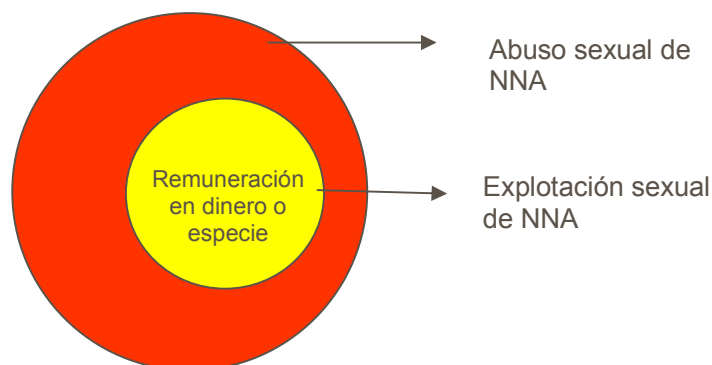 Abuso sexual de
NNA
Remuneración
en dinero o
especie
Explotación sexual
de NNA